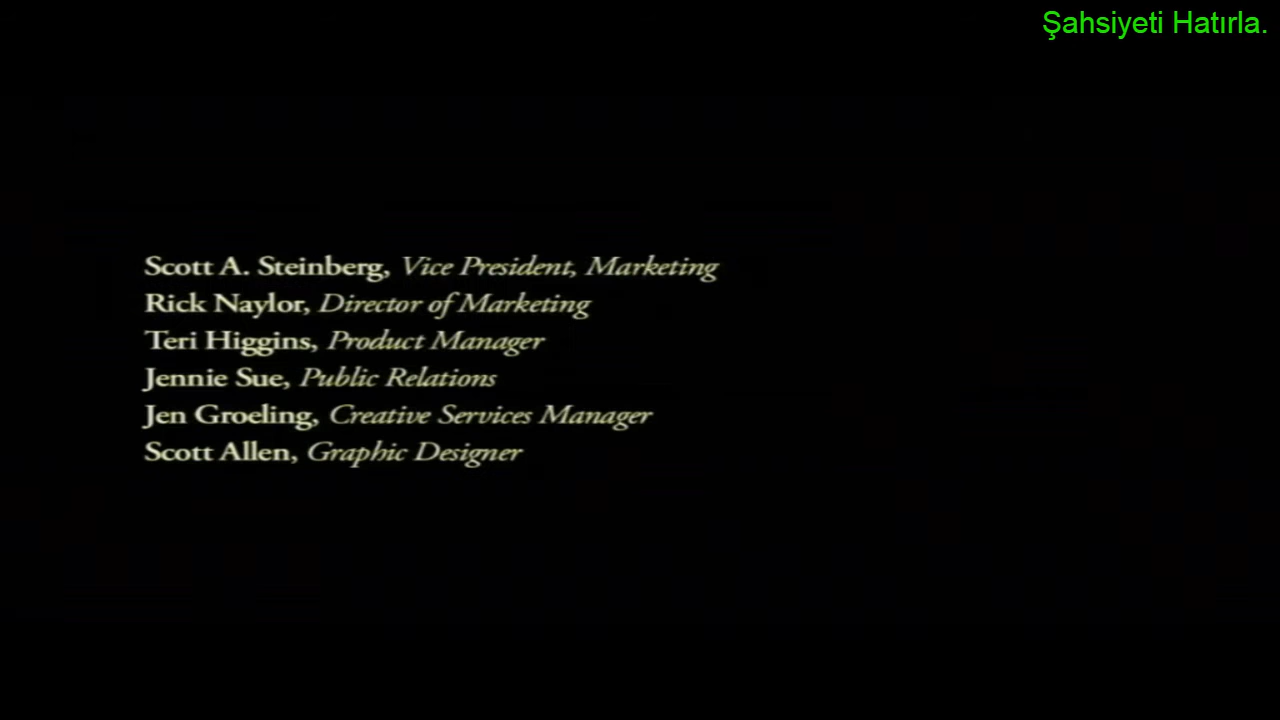 Şahsiyeti Hatırla.
Scott A. Steinberg, Vice President, Marketing
Rick Naylor, Director of Marketing
Teri Higgins, Product Manager
Jennie Sue, Public Relations
Jen Groeling, Creative Services Manager
Scott Allen, Graphic Designer